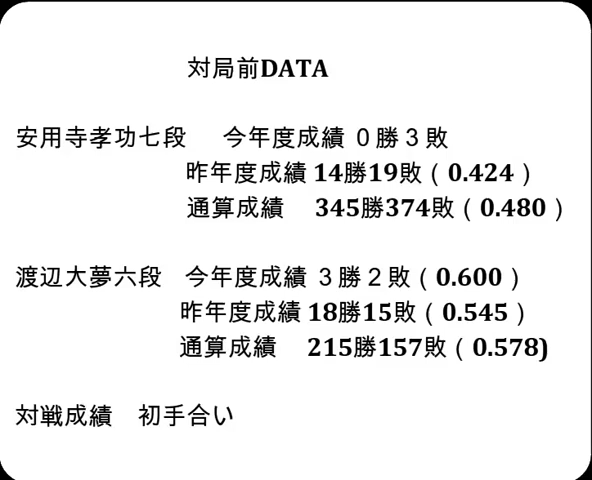 対局前DATA
安用寺孝功七段　今年度成績 ０勝３敗
昨年度成績 14勝19敗（0.424）
通算成績　345勝374敗（0.480）
渡辺大夢六段　今年度成績 ３勝２敗（0.600）
昨年度成績 18勝15敗（0.545）
通算成績　215勝157敗（0.578)
対戦成績　初手合い